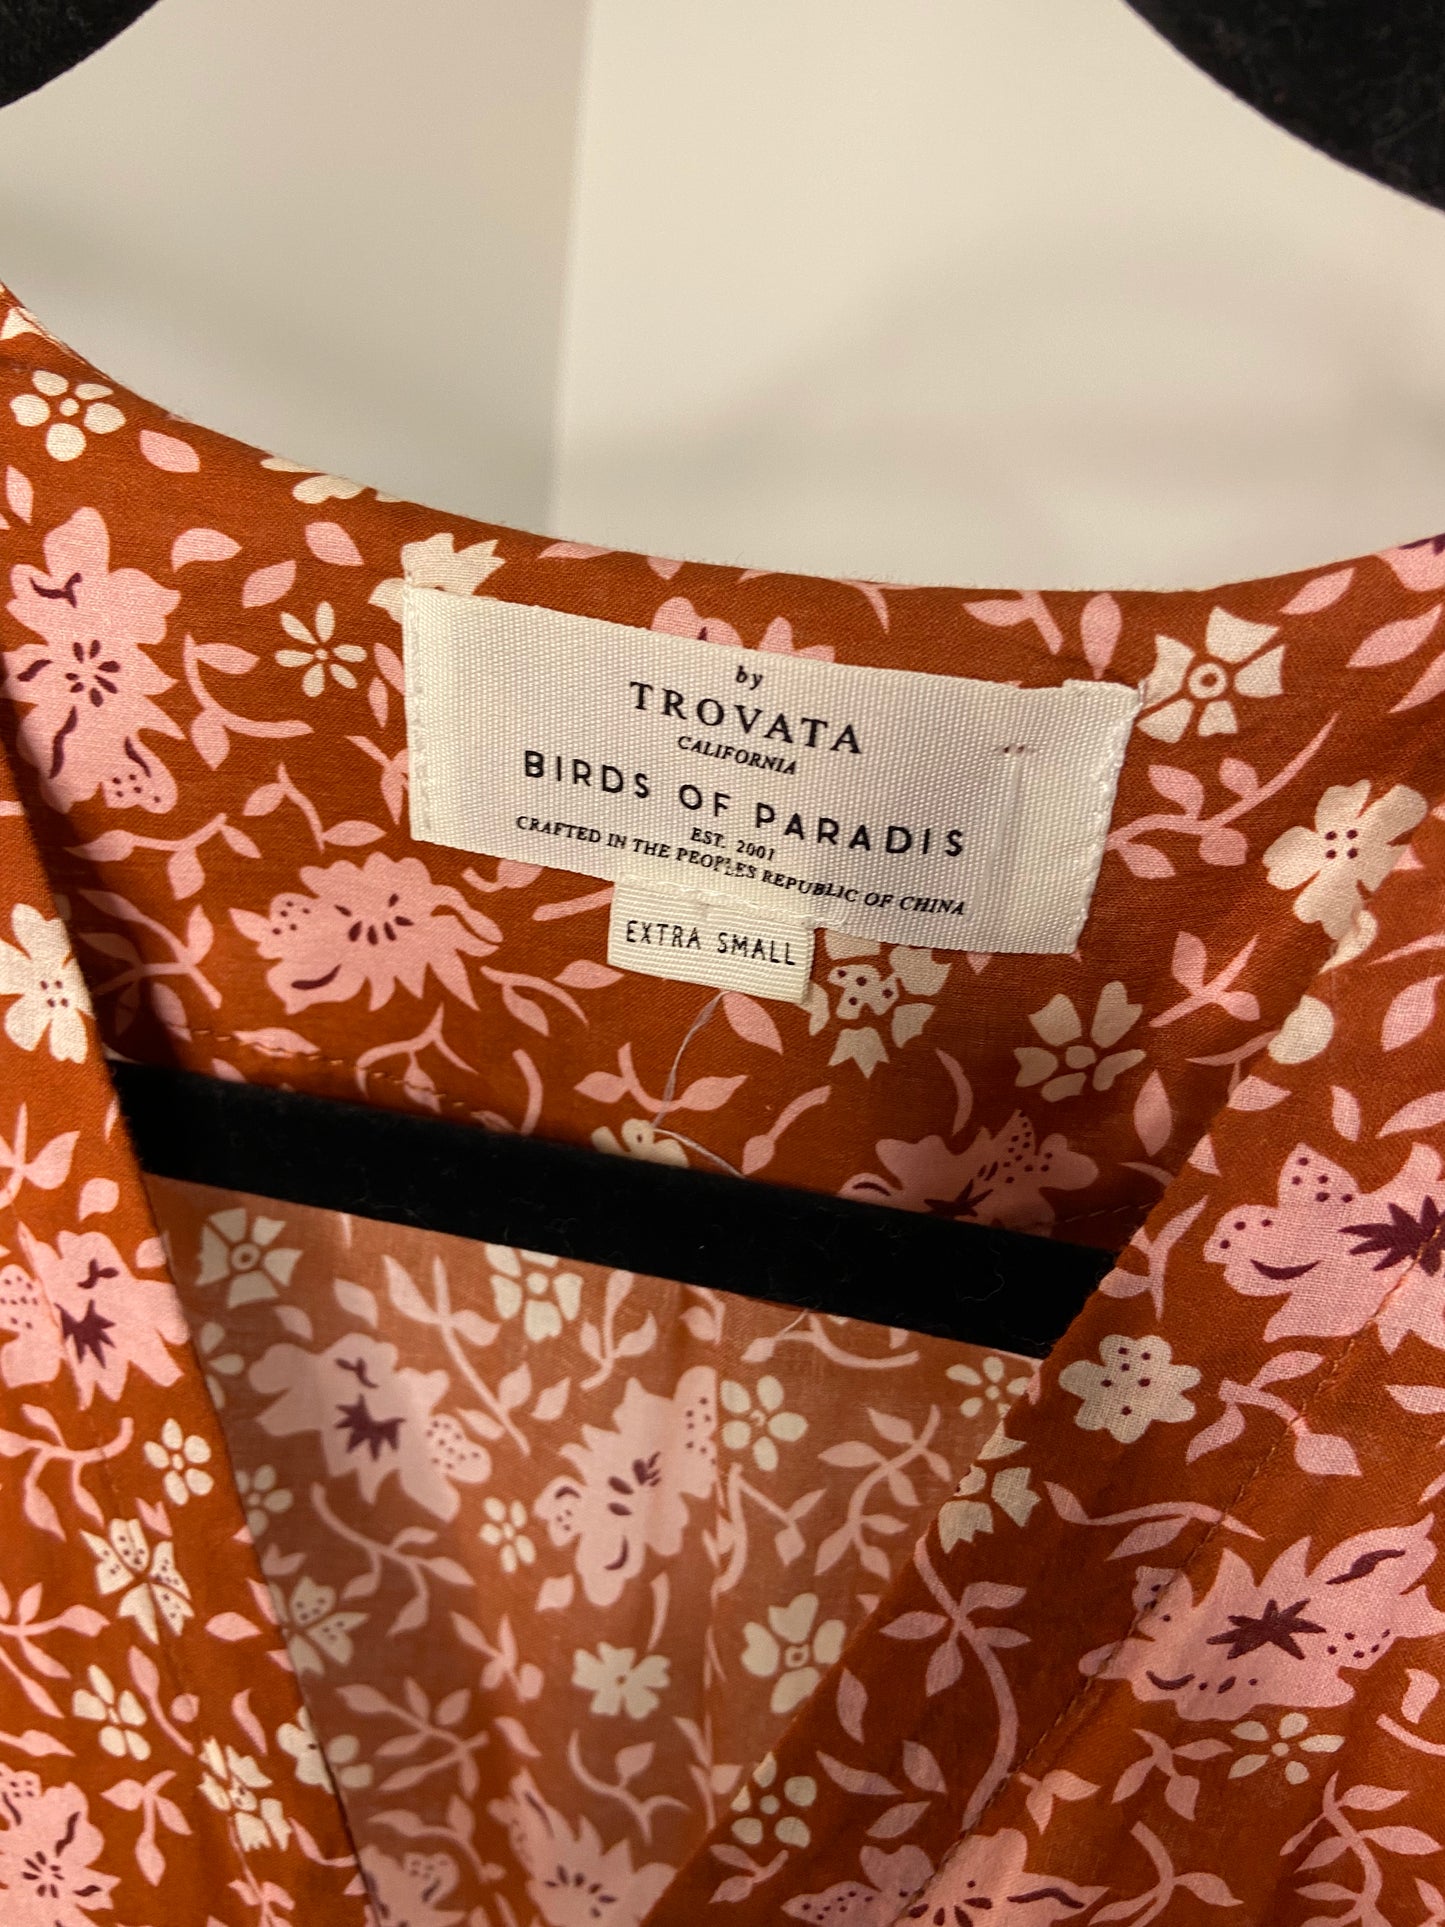 by
TROVATA
CALIFORNIA
BIRDS OF PARADIS
EST. 2001
CRAFTED IN THE PEOPLES REPUBLIC OF CHINA
EXTRA SMALL